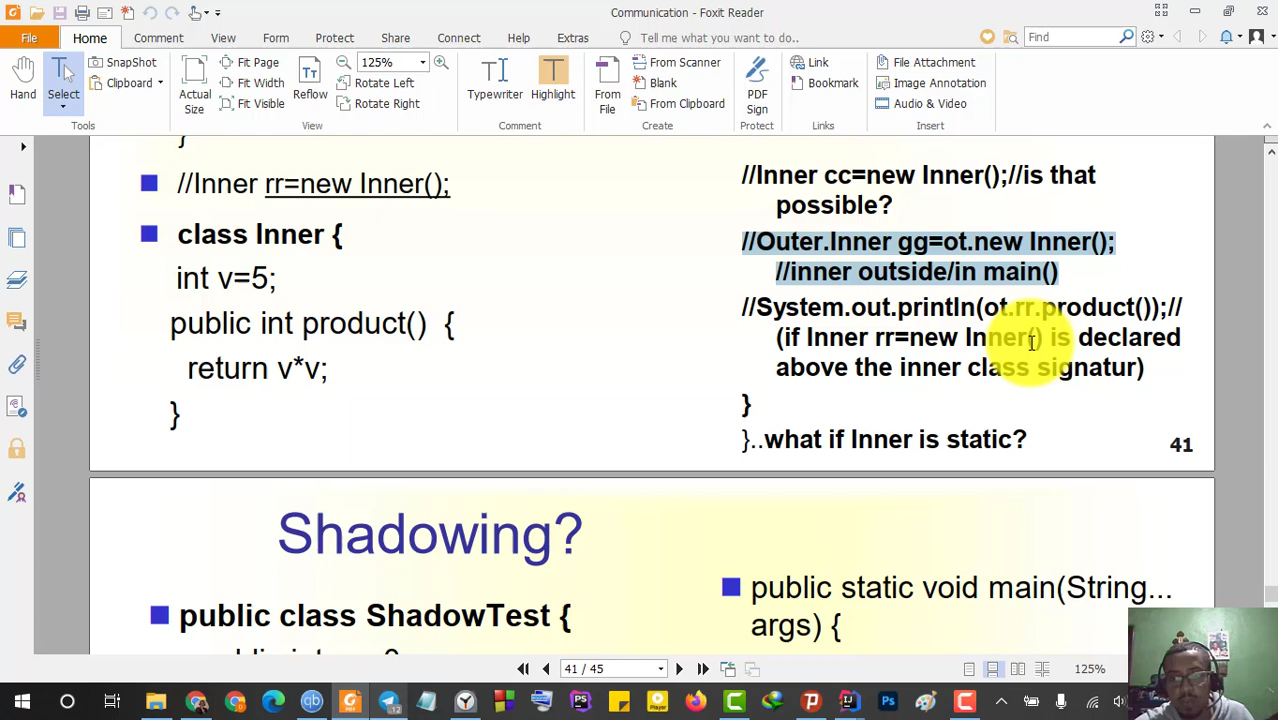 Communication - Foxit Reader
File
Home
Comment
View
Form
Protect
Share
Connect
Help
Extras
Tell me what you want to do..
Find
Hand
Select
SnapShot
Clipboard
Actual
Size
Fit Page
Fit Width
Fit Visible
Reflow
125%
Rotate Left
Rotate Right
Typewriter
Highlight
From
File
From Scanner
Blank
From Clipboard
PDF
Sign
Link
Bookmark
File Attachment
Image Annotation
Audio & Video
Tools
View
Comment
Create
Protect
Links
Insert
}
//Inner rr=new Inner();
class Inner {
int v=5;
public int product() {
return v*v;
}
//Inner cc=new Inner();//is that
possible?
//Outer.Inner gg=ot.new Inner();
//inner outside/in main()
//System.out.println(ot.rr.product());//
(if Inner rr=new Inner() is declared
above the inner class signatur)
}
}..what if Inner is static?
41
Shadowing?
public class ShadowTest {
public static void main(String...
args) {
41 / 45
125%